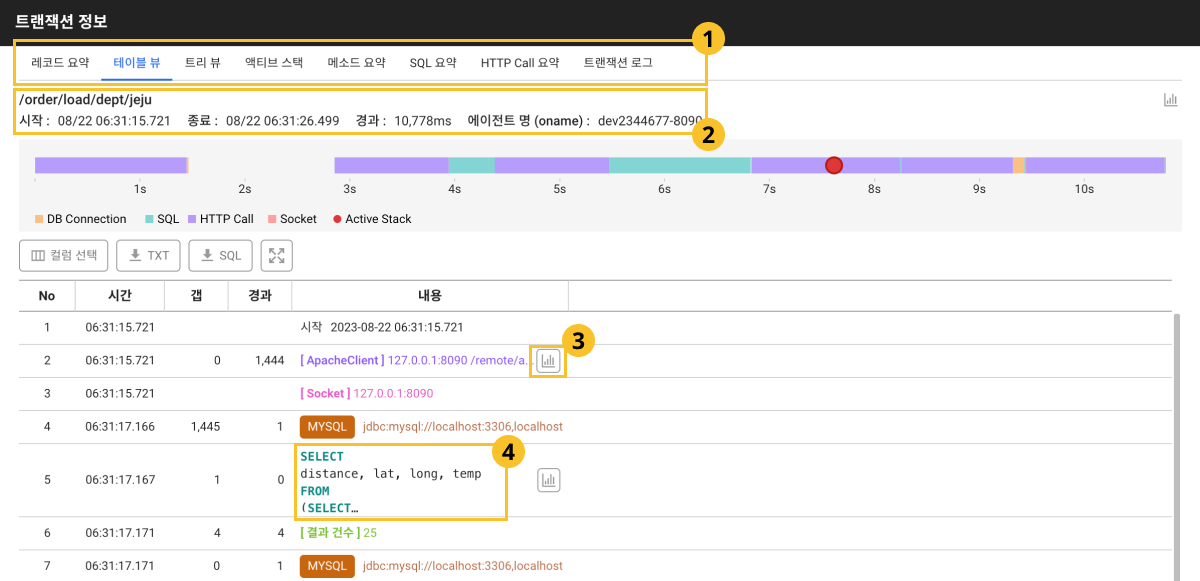 트랜잭션 정보
1
레코드 요약 테이블 뷰 트리 뷰 액티브 스택 메소드 요약 SQL 요약 HTTP Call 요약 트랜잭션 로그
/order/load/dept/jeju
시작 : 08/22 06:31:15.721 종료 : 08/22 06:31:26.499 경과 : 10,778ms 에이전트 명 (oname) : dev2344677-8090
2
1s 2s 3s 4s 5s 6s 7s 8s 9s 10s
DB Connection SQL HTTP Call Socket Active Stack
컬럼 선택 TXT SQL
No 시간 갭 경과 내용
1 06:31:15.721 시작 2023-08-22 06:31:15.721
3
2 06:31:15.721 0 1,444 [ ApacheClient ] 127.0.0.1:8090 /remote/a...
3 06:31:15.721 [ Socket ] 127.0.0.1:8090
4 06:31:17.166 1,445 1 MYSQL jdbc:mysql://localhost:3306,localhost
4
5 06:31:17.167 1 0 SELECT
distance, lat, long, temp
FROM
(SELECT…
6 06:31:17.171 4 4 [ 결과 건수 ] 25
7 06:31:17.171 0 1 MYSQL jdbc:mysql://localhost:3306,localhost